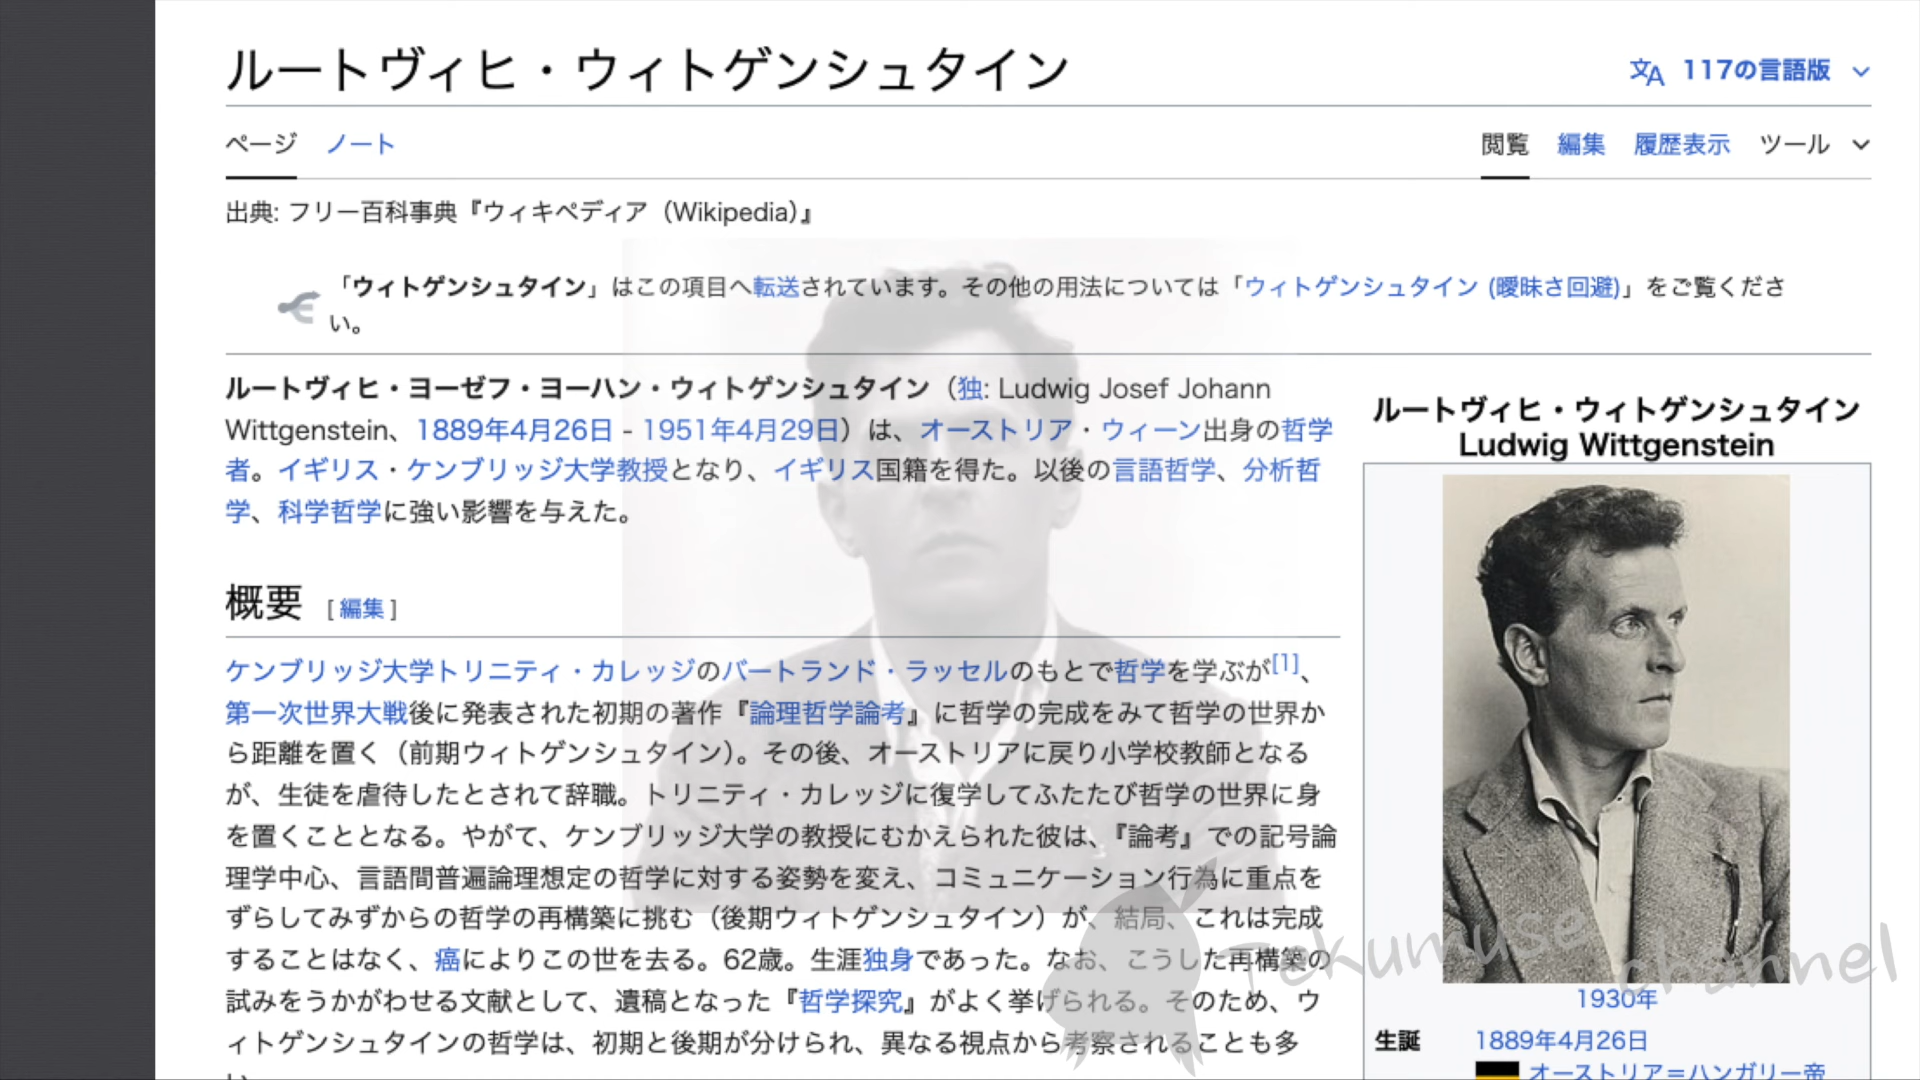 ルートヴィヒ・ウィトゲンシュタイン
117の言語版
ページ ノート
閲覧 編集 履歴表示 ツール
出典: フリー百科事典『ウィキペディア（Wikipedia）』
「ウィトゲンシュタイン」はこの項目へ転送されています。その他の用法については「ウィトゲンシュタイン (曖昧さ回避)」をご覧くださ
い。
ルートヴィヒ・ヨーゼフ・ヨーハン・ウィトゲンシュタイン（独: Ludwig Josef Johann
Wittgenstein、1889年4月26日 - 1951年4月29日）は、オーストリア・ウィーン出身の哲学
者。イギリス・ケンブリッジ大学教授となり、イギリス国籍を得た。以後の言語哲学、分析哲
学、科学哲学に強い影響を与えた。
概要 [ 編集 ]
ケンブリッジ大学トリニティ・カレッジのバートランド・ラッセルのもとで哲学を学ぶが[1]、
第一次世界大戦後に発表された初期の著作『論理哲学論考』に哲学の完成をみて哲学の世界か
ら距離を置く（前期ウィトゲンシュタイン）。その後、オーストリアに戻り小学校教師となる
が、生徒を虐待したとされて辞職。トリニティ・カレッジに復学してふたたび哲学の世界に身
を置くこととなる。やがて、ケンブリッジ大学の教授にむかえられた彼は、『論考』での記号論
理学中心、言語間普遍論理想定の哲学に対する姿勢を変え、コミュニケーション行為に重点を
ずらしてみずからの哲学の再構築に挑む（後期ウィトゲンシュタイン）が、結局、これは完成
することはなく、癌によりこの世を去る。62歳。生涯独身であった。なお、こうした再構築の
試みをうかがわせる文献として、遺稿となった『哲学探究』がよく挙げられる。そのため、ウ
ィトゲンシュタインの哲学は、初期と後期が分けられ、異なる視点から考察されることも多
ルートヴィヒ・ウィトゲンシュタイン
Ludwig Wittgenstein
1930年
生誕 1889年4月26日
オーストリア＝ハンガリー帝
Tekumuse channel